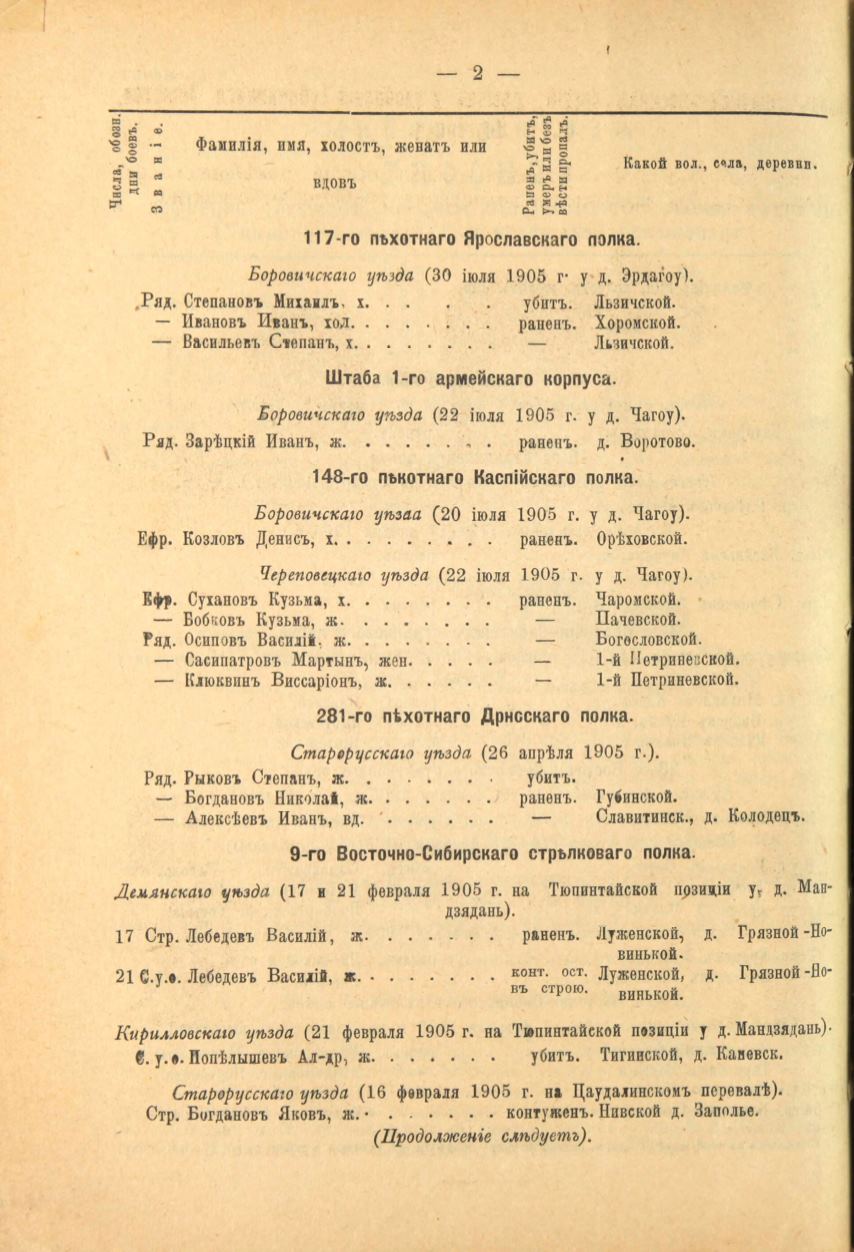 — 2 —
Числа, обозн. дни боевъ.
Званіе.
Фамилія, имя, холостъ, женатъ или
вдовъ
Раненъ, убитъ, умеръ или безъ вѣсти пропалъ.
Какой вол., села, деревни.
117-го пѣхотнаго Ярославскаго полка.
Боровичскаго уѣзда (30 іюля 1905 г. у д. Эрдагоу).
Ряд. Степановъ Михаилъ, х. . . . . убитъ. Льзичской.
— Ивановъ Иванъ, хол. . . . . . . . раненъ. Хоромской.
— Васильевъ Степанъ, х. . . . . . . . — Льзичской.
Штаба 1-го армейскаго корпуса.
Боровичскаго уѣзда (22 іюля 1905 г. у д. Чагоу).
Ряд. Зарѣцкій Иванъ, ж. . . . . . . . раненъ. д. Воротово.
148-го пѣкотнаго Каспійскаго полка.
Боровичскаго уѣзаа (20 іюля 1905 г. у д. Чагоу).
Ефр. Козловъ Денисъ, х. . . . . . . . . раненъ. Орѣховской.
Череповецкаго уѣзда (22 іюля 1905 г. у д. Чагоу).
Ефр. Сухановъ Кузьма, х. . . . . . . . раненъ. Чаромской.
— Бобковъ Кузьма, ж. . . . . . . . — Пачевской.
Ряд. Осиповъ Василій, ж. . . . . . . . — Богословской.
— Сасипатровъ Мартынъ, жен. . . . . — 1-й Петриневской.
— Клюквинъ Виссаріонъ, ж. . . . . . — 1-й Петриневской.
281-го пѣхотнаго Дрнсскаго полка.
Старорусскаго уѣзда (26 апрѣля 1905 г.).
Ряд. Рыковъ Степанъ, ж. . . . . . . . убитъ.
— Богдановъ Николай, ж. . . . . . . раненъ. Губинской.
— Алексѣевъ Иванъ, вд. . . . . . . — Славитинск., д. Колодецъ.
9-го Восточно-Сибирскаго стрѣлковаго полка.
Демянскаго уѣзда (17 и 21 февраля 1905 г. на Тюпинтайской позиціи у д. Ман-
дзядань).
17 Стр. Лебедевъ Василій, ж. . . . . . . раненъ. Луженской, д. Грязной-Но-
винькой.
21 С.у.о. Лебедевъ Василій, ж. . . . . . . . конт. ост. Луженской, д. Грязной-Но-
въ строю. винькой.
Кирилловскаго уѣзда (21 февраля 1905 г. на Тюпинтайской позиціи у д. Мандзядань).
С. у. о. Попѣлышевъ Ал-дръ, ж. . . . . . . убитъ. Тигинской, д. Каневск.
Старорусскаго уѣзда (16 февраля 1905 г. на Цаудалинскомъ перевалѣ).
Стр. Богдановъ Яковъ, ж. . . . . . . контуженъ. Нивской д. Заполье.
(Продолженіе слѣдуетъ).